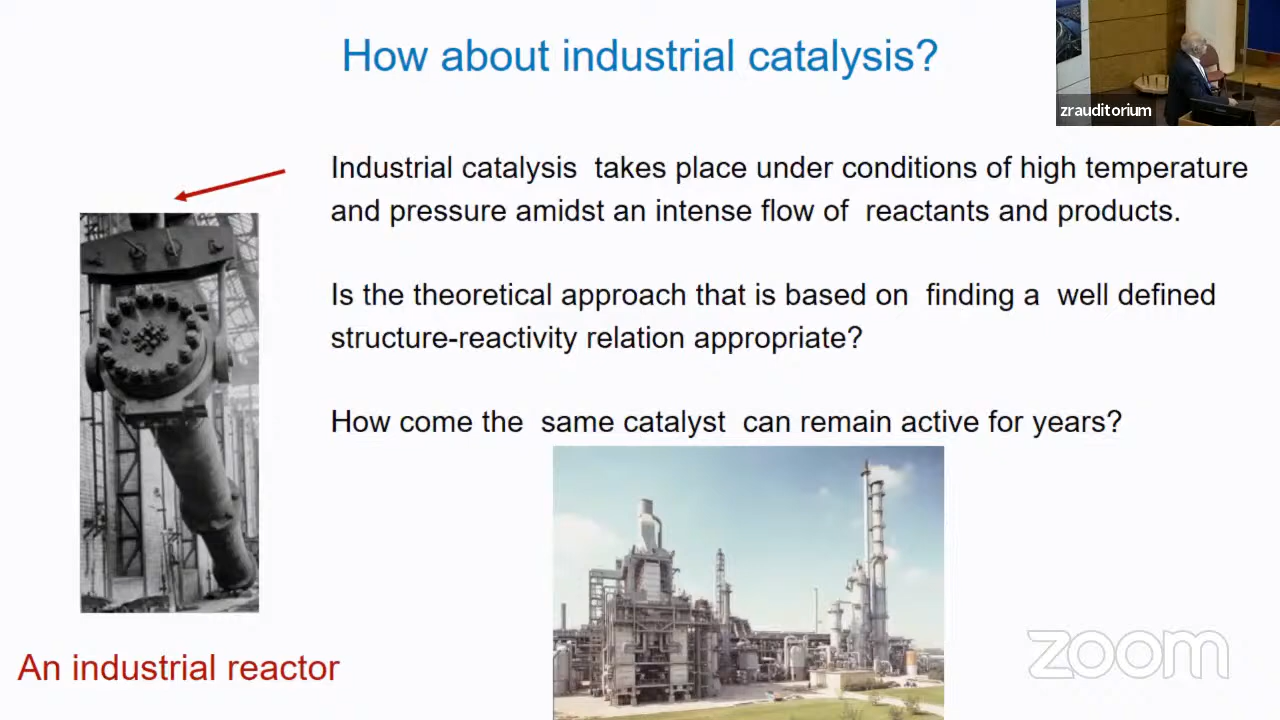 How about industrial catalysis?
zrauditorium
Industrial catalysis takes place under conditions of high temperature
and pressure amidst an intense flow of reactants and products.
Is the theoretical approach that is based on finding a well defined
structure-reactivity relation appropriate?
How come the same catalyst can remain active for years?
An industrial reactor
zoom